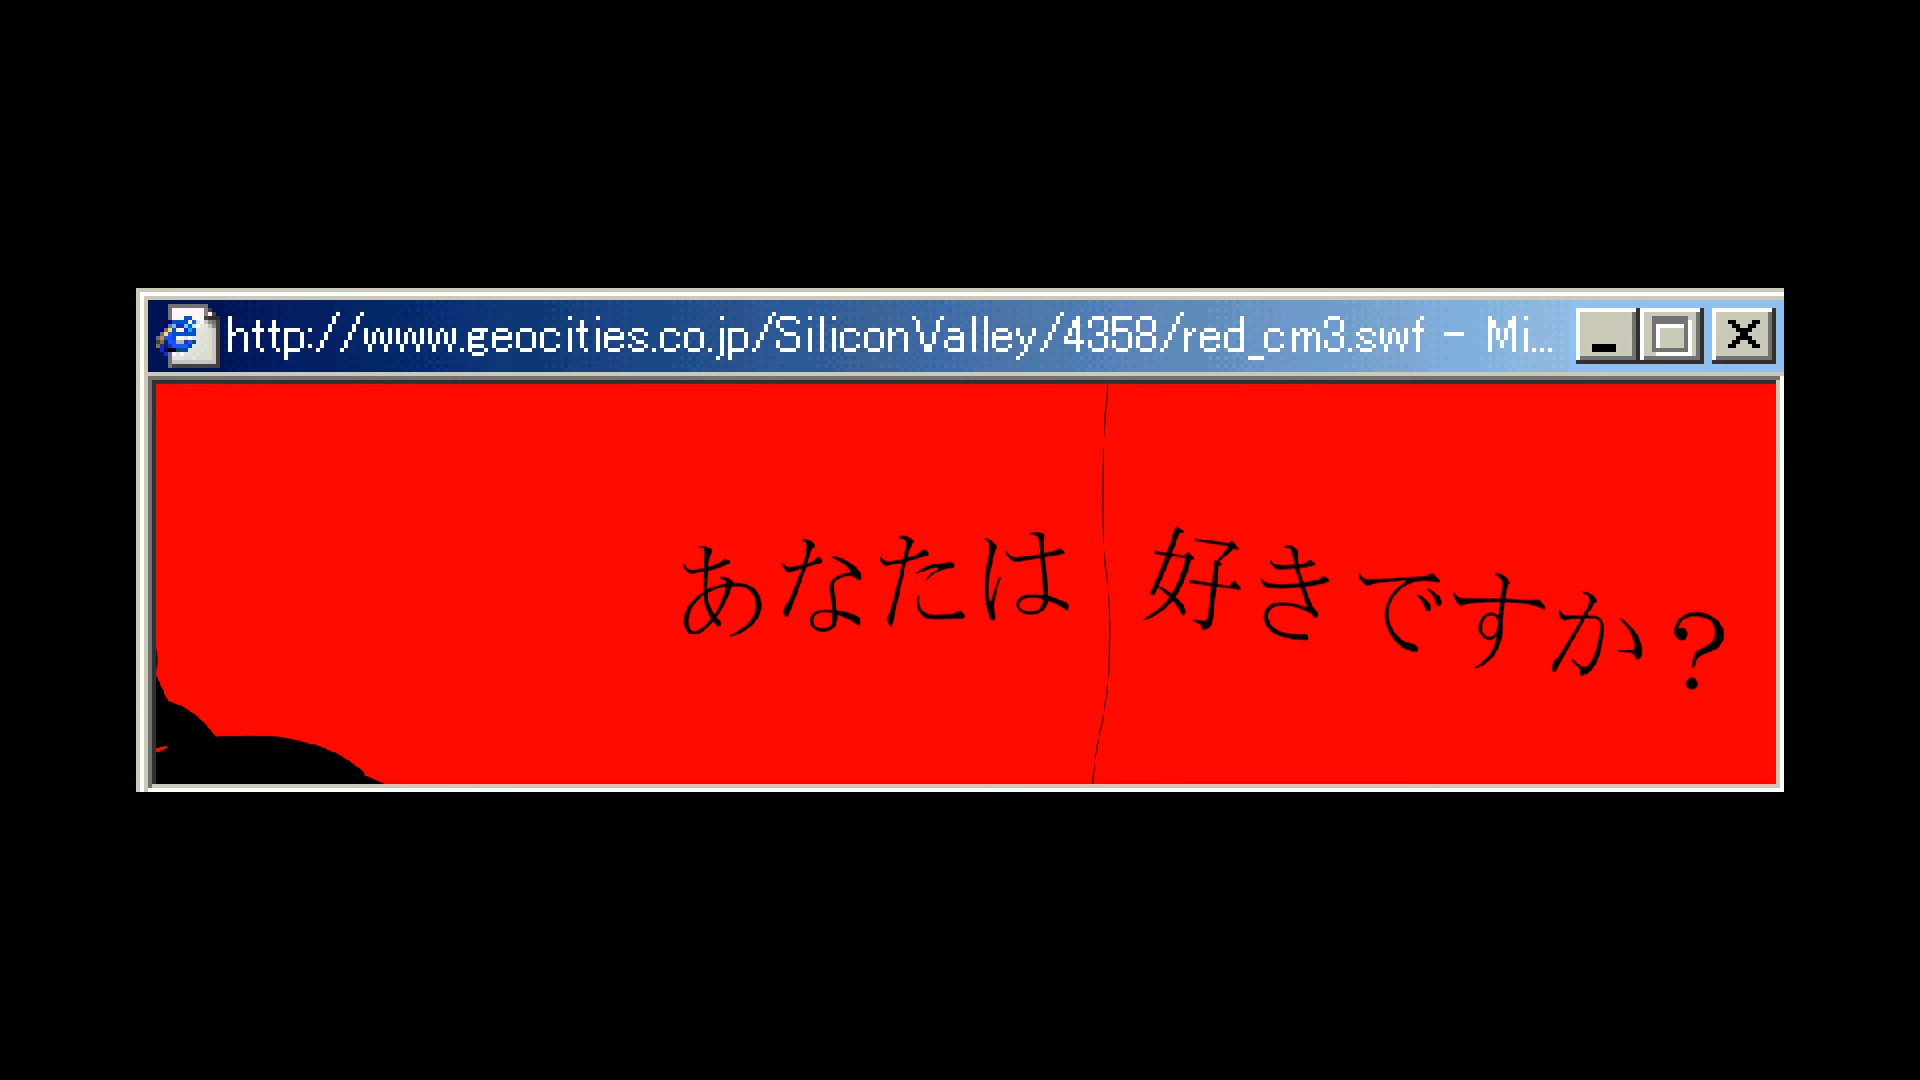 http://www.geocities.co.jp/SiliconValley/4358/red_cm3.swf - Mi...
あなたは 好きですか？